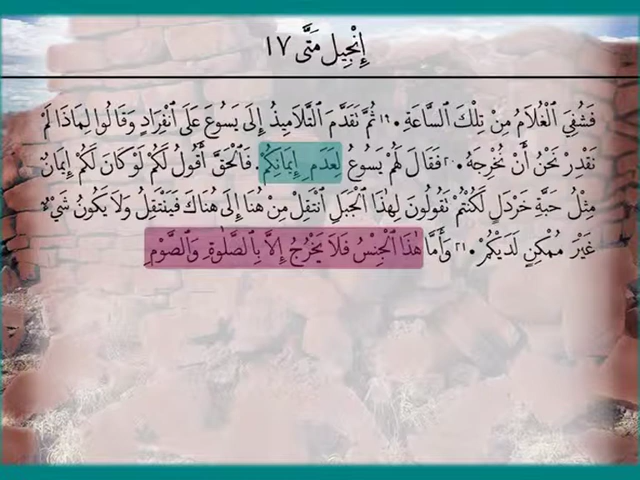 إِنْجِيل مَتَّى ١٧
فَشُفِيَ ٱلْغُلَامُ مِنْ تِلْكَ ٱلسَّاعَةِ. ١٩ ثُمَّ تَقَدَّمَ ٱلتَّلَامِيذُ إِلَى يَسُوعَ عَلَى ٱنْفِرَادٍ وَقَالُوا لِمَاذَا لَمْ
نَقْدِرْ نَحْنُ أَنْ نُخْرِجَهُ. ٢٠ فَقَالَ لَهُمْ يَسُوعُ لِعَدَمِ إِيمَانِكُمْ. فَٱلْحَقَّ أَقُولُ لَكُمْ لَوْ كَانَ لَكُمْ إِيمَانٌ
مِثْلُ حَبَّةِ خَرْدَلٍ لَكُنْتُمْ تَقُولُونَ لِهٰذَا ٱلْجَبَلِ ٱنْتَقِلْ مِنْ هُنَا إِلَى هُنَاكَ فَيَنْتَقِلُ وَلَا يَكُونُ شَيْءٌ
غَيْرَ مُمْكِنٍ لَدَيْكُمْ. ٢١ وَأَمَّا هٰذَا ٱلْجِنْسُ فَلَا يَخْرُجُ إِلَّا بِٱلصَّلٰوةِ وَٱلصَّوْمِ